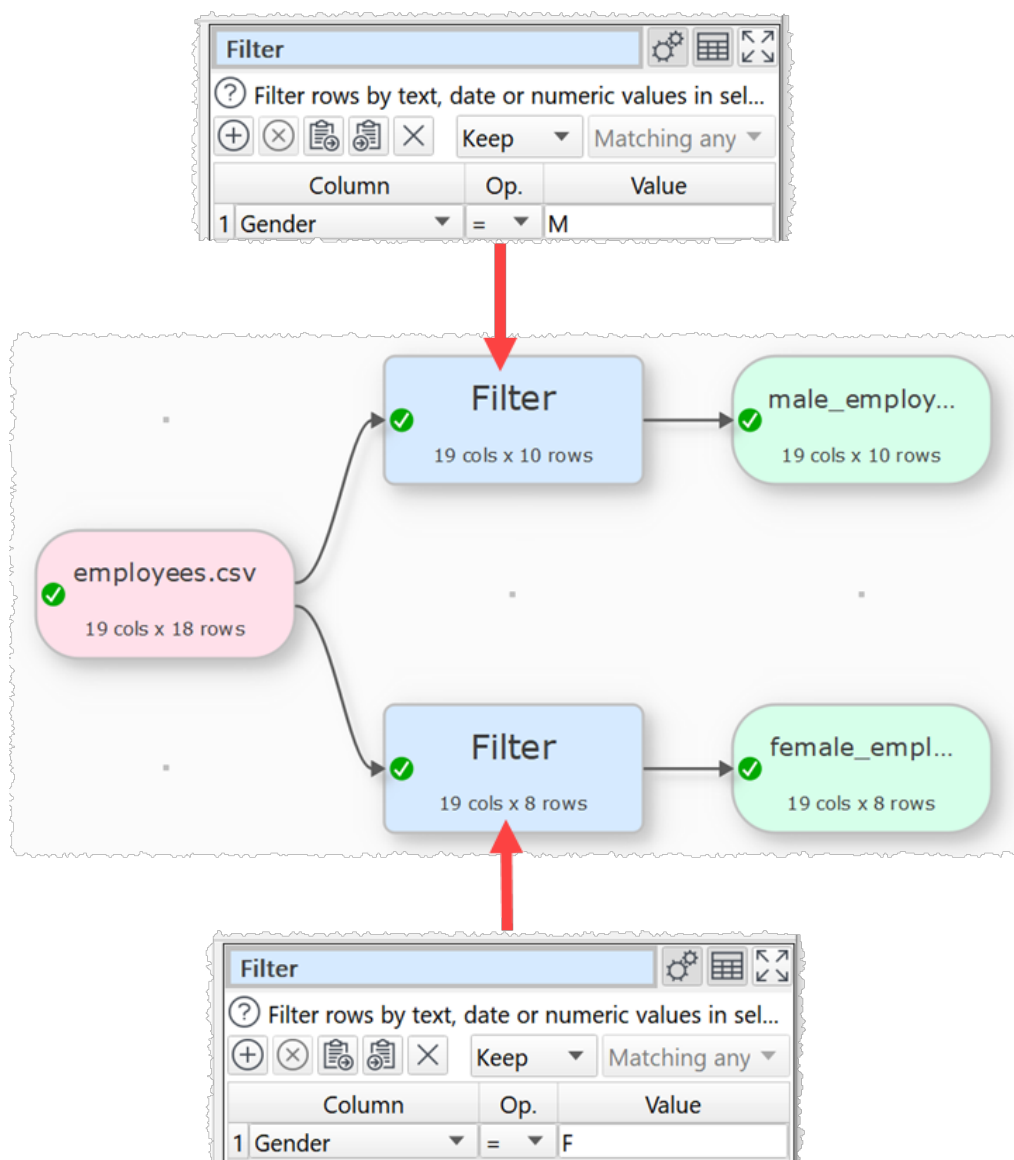 Filter
? Filter rows by text, date or numeric values in sel...
Keep Matching any
Column Op. Value
1 Gender = M
Filter
19 cols x 10 rows
male_employ...
19 cols x 10 rows
employees.csv
19 cols x 18 rows
Filter
19 cols x 8 rows
female_empl...
19 cols x 8 rows
Filter
? Filter rows by text, date or numeric values in sel...
Keep Matching any
Column Op. Value
1 Gender = F